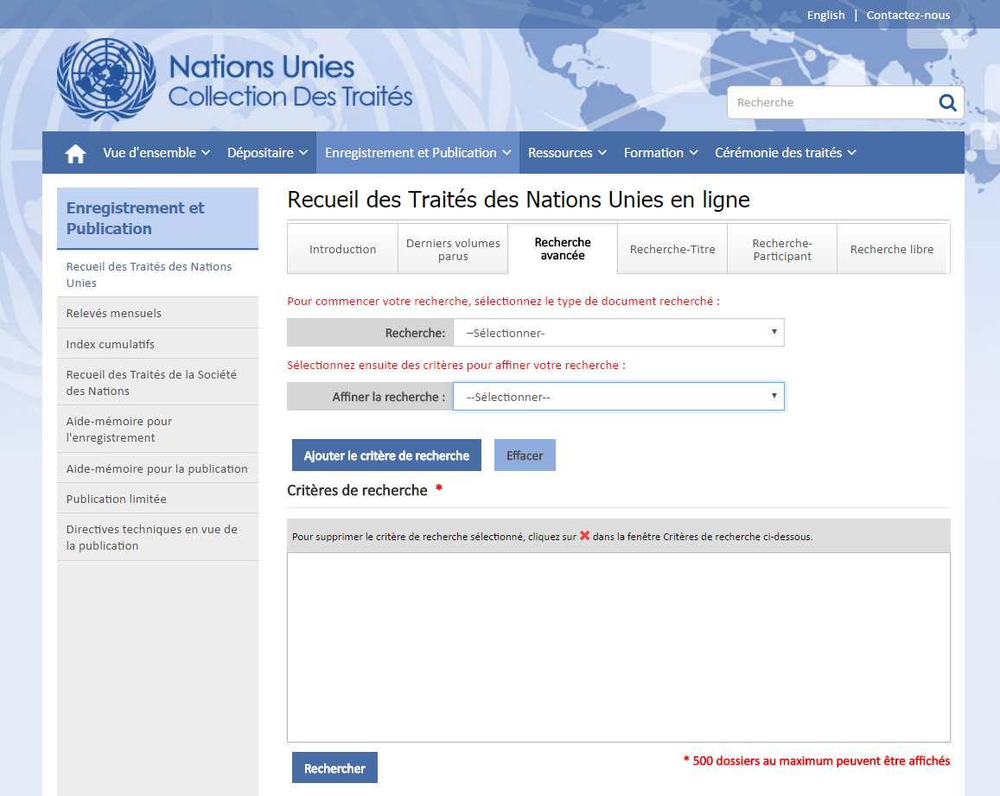 English | Contactez-nous
Nations Unies
Collection Des Traités
Recherche
Vue d'ensemble
Dépositaire
Enregistrement et Publication
Ressources
Formation
Cérémonie des traités
Enregistrement et
Publication
Recueil des Traités des Nations
Unies
Relevés mensuels
Index cumulatifs
Recueil des Traités de la Société
des Nations
Aide-mémoire pour
l'enregistrement
Aide-mémoire pour la publication
Publication limitée
Directives techniques en vue de
la publication
Recueil des Traités des Nations Unies en ligne
Introduction
Derniers volumes
parus
Recherche
avancée
Recherche-Titre
Recherche-
Participant
Recherche libre
Pour commencer votre recherche, sélectionnez le type de document recherché :
Recherche: –Sélectionner-
Sélectionnez ensuite des critères pour affiner votre recherche :
Affiner la recherche : --Sélectionner--
Ajouter le critère de recherche
Effacer
Critères de recherche *
Pour supprimer le critère de recherche sélectionné, cliquez sur ✖ dans la fenêtre Critères de recherche ci-dessous.
Rechercher
* 500 dossiers au maximum peuvent être affichés